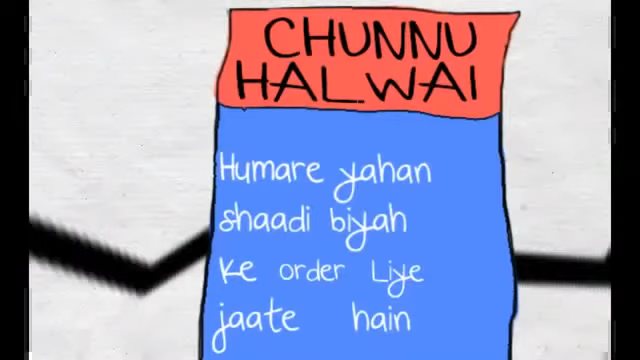 CHUNNU
HALWAI
Humare yahan
shaadi biyah
ke order Liye
jaate hain